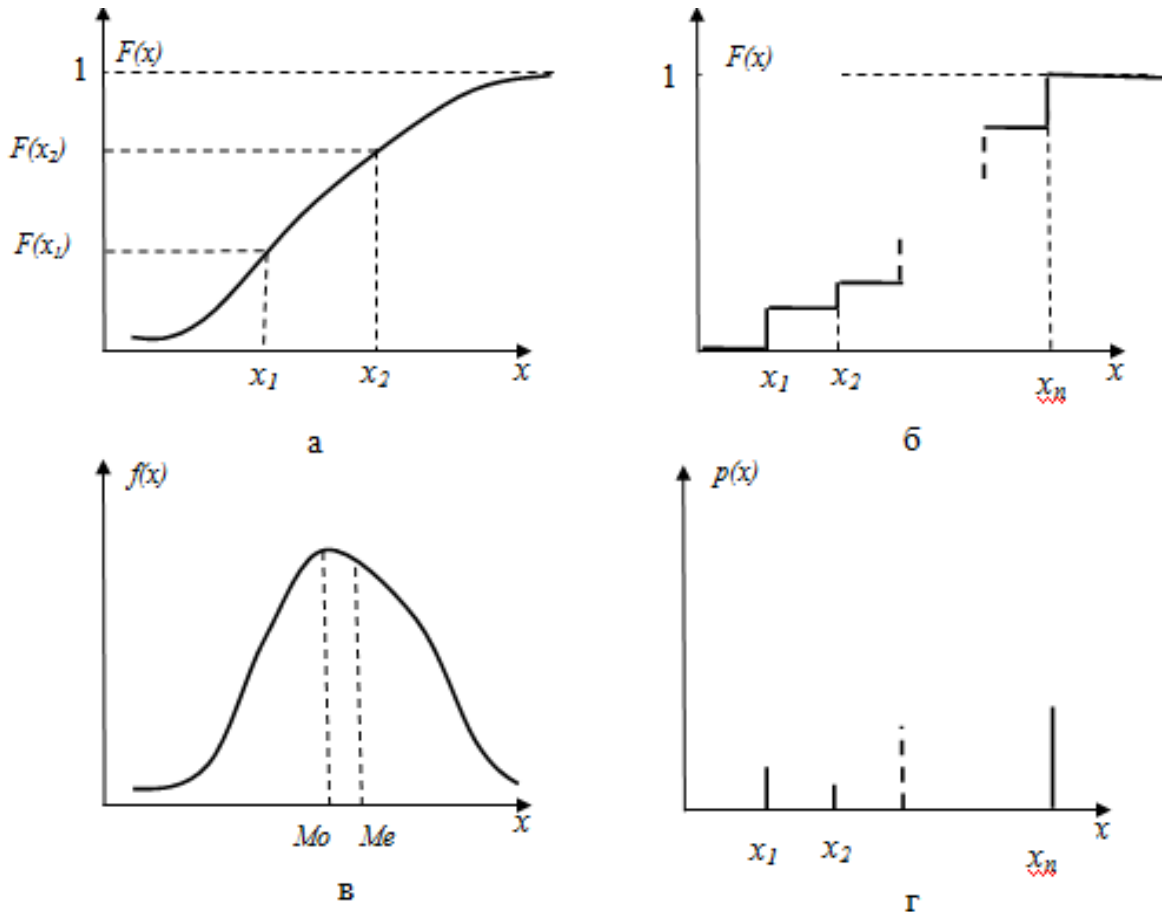 F(x)
1
F(x₂)
F(x₁)
x₁
x₂
x
а
F(x)
1
x₁
x₂
xₙ
x
б
f(x)
Mo
Me
x
в
p(x)
x₁
x₂
xₙ
x
г